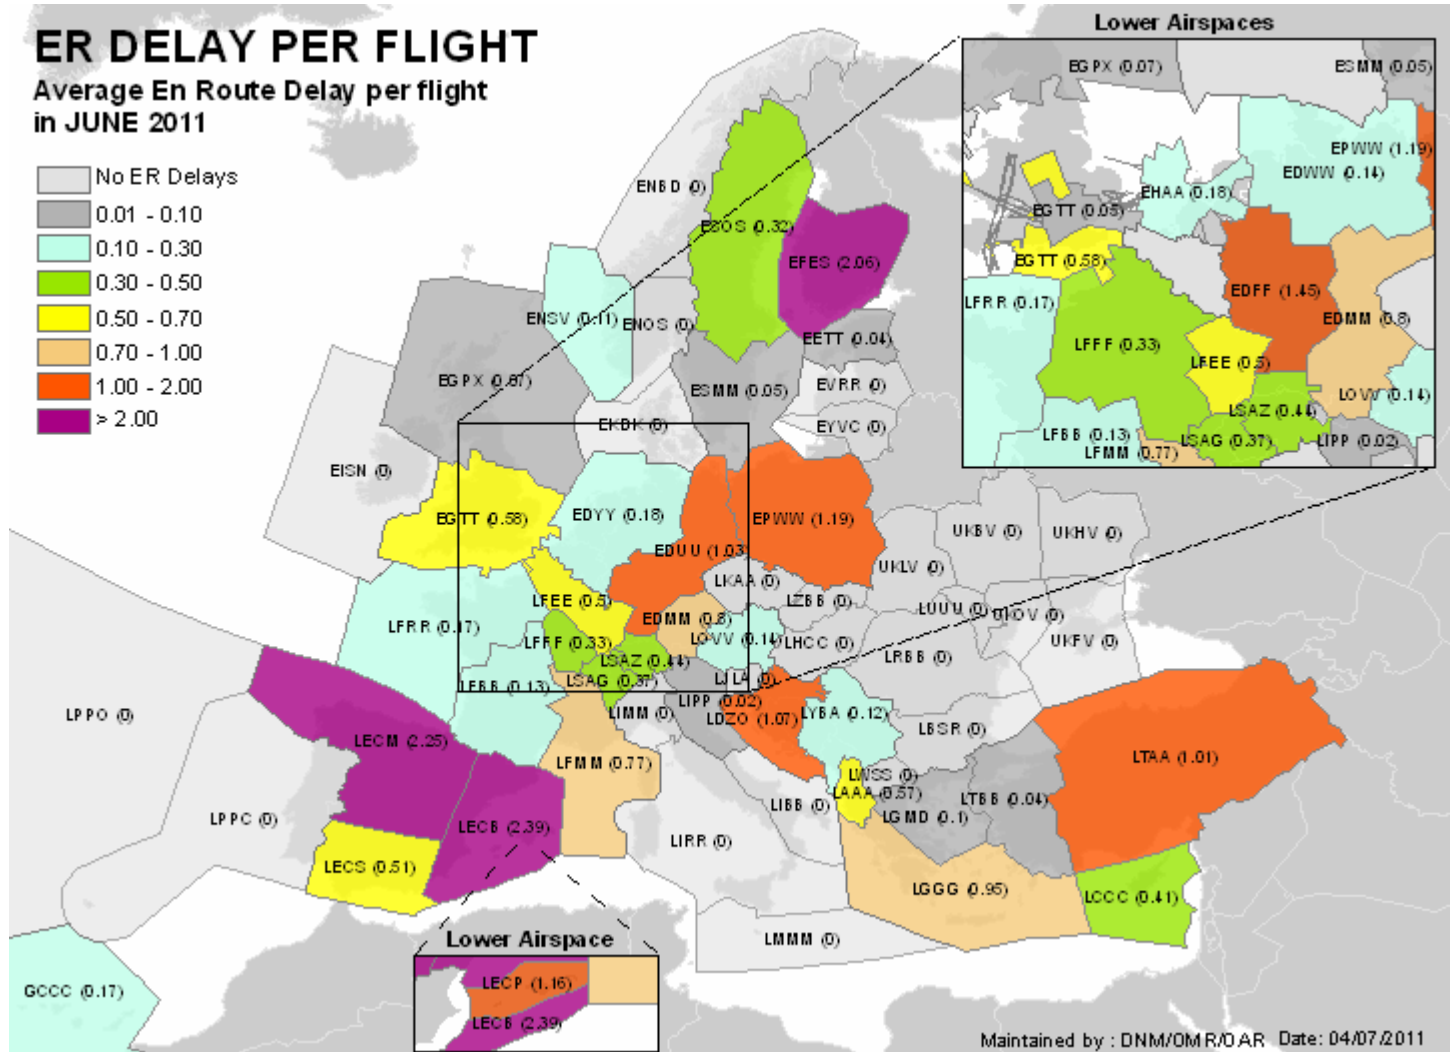 ER DELAY PER FLIGHT
Average En Route Delay per flight
in JUNE 2011
No ER Delays
0.01 - 0.10
0.10 - 0.30
0.30 - 0.50
0.50 - 0.70
0.70 - 1.00
1.00 - 2.00
> 2.00
Lower Airspaces
EGPX (0.07)
ESMM (0.05)
EPWW (1.19)
EDWW (0.14)
EHAA (0.18)
EGTT (0.05)
EGTT (0.58)
LFRR (0.17)
EDFF (1.45)
EDMM (0.8)
LFFF (0.33)
LFEE (0.5)
LOVV (0.14)
LSAZ (0.44)
LFBB (0.13)
LSAG (0.37)
LIPP (0.02)
LFMM (0.77)
ENBD (0)
ESOS (0.32)
EFES (2.06)
ENSV (0.11)
ENOS (0)
EETT (0.04)
EGPX (0.07)
ESMM (0.05)
EVRR (0)
EKDK (0)
EYVC (0)
EISN (0)
EGTT (0.58)
EDYY (0.18)
EPWW (1.19)
UKBV (0)
UKHV (0)
EDUU (1.03)
UKLV (0)
LKAA (0)
LFEE (0.5)
LZBB (0)
LUUU (0)
UKOV (0)
EDMM (0.8)
LFRR (0.17)
LFFF (0.33)
LOVV (0.14)
LHCC (0)
UKFV (0)
LSAZ (0.44)
LRBB (0)
LFBB (0.13)
LSAG (0.37)
LJLA (0)
LPPO (0)
LIMM (0)
LIPP (0.02)
LDZO (1.07)
LYBA (0.12)
LBSR (0)
LECM (2.25)
LFMM (0.77)
LTAA (1.01)
LWSS (0)
LAAA (0.57)
LTBB (0.04)
LPPC (0)
LECB (2.39)
LIBB (0)
LGMD (0.1)
LIRR (0)
LECS (0.51)
LGGG (0.95)
LCCC (0.41)
LMMM (0)
Lower Airspace
LECP (1.16)
LECB (2.39)
GCCC (0.17)
Maintained by : DNM/OMR/OAR Date: 04/07/2011